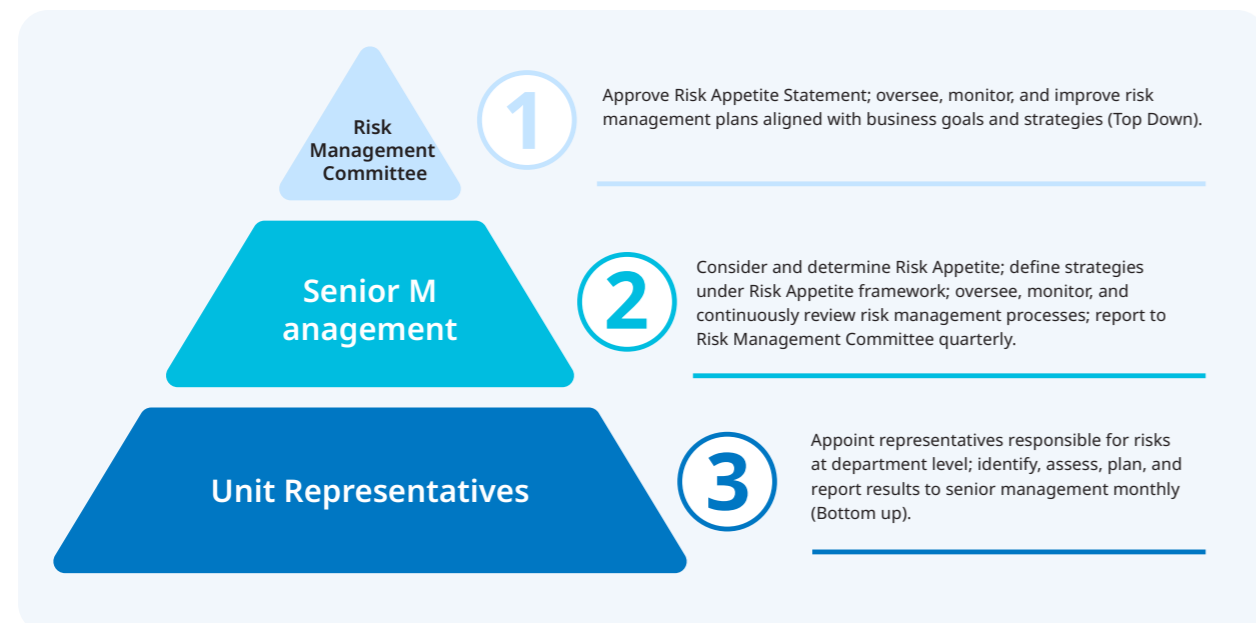 Risk
Management
Committee
1
Approve Risk Appetite Statement; oversee, monitor, and improve risk
management plans aligned with business goals and strategies (Top Down).
Senior M
anagement
2
Consider and determine Risk Appetite; define strategies
under Risk Appetite framework; oversee, monitor, and
continuously review risk management processes; report to
Risk Management Committee quarterly.
Unit Representatives
3
Appoint representatives responsible for risks
at department level; identify, assess, plan, and
report results to senior management monthly
(Bottom up).